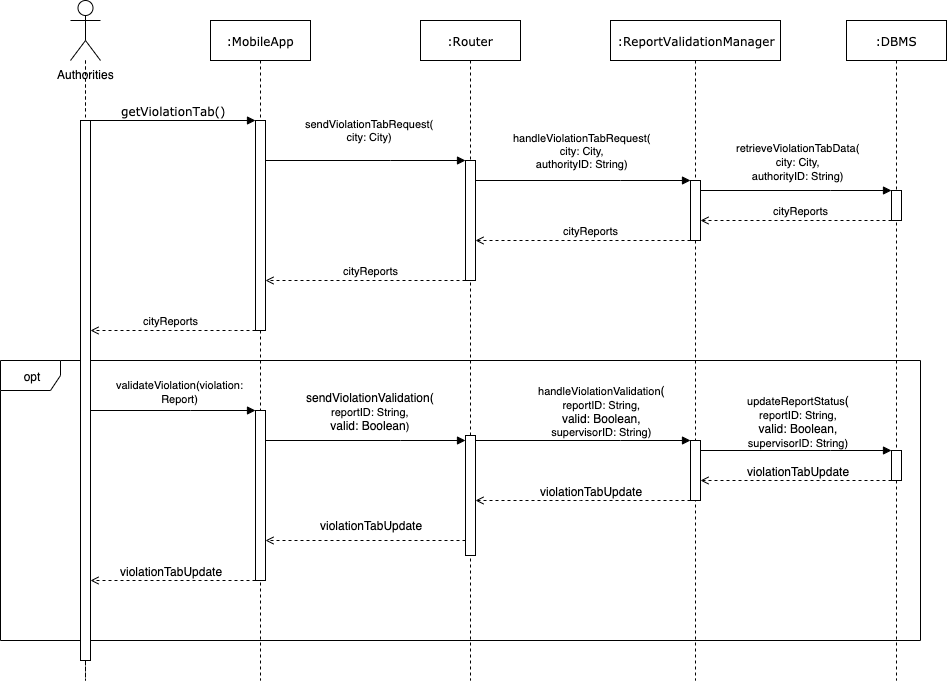 :MobileApp
:Router
:ReportValidationManager
:DBMS
Authorities
getViolationTab()
sendViolationTabRequest(
city: City)
handleViolationTabRequest(
city: City,
authorityID: String)
retrieveViolationTabData(
city: City,
authorityID: String)
cityReports
cityReports
cityReports
cityReports
opt
validateViolation(violation:
Report)
sendViolationValidation(
reportID: String,
valid: Boolean)
handleViolationValidation(
reportID: String,
valid: Boolean,
supervisorID: String)
updateReportStatus(
reportID: String,
valid: Boolean,
supervisorID: String)
violationTabUpdate
violationTabUpdate
violationTabUpdate
violationTabUpdate